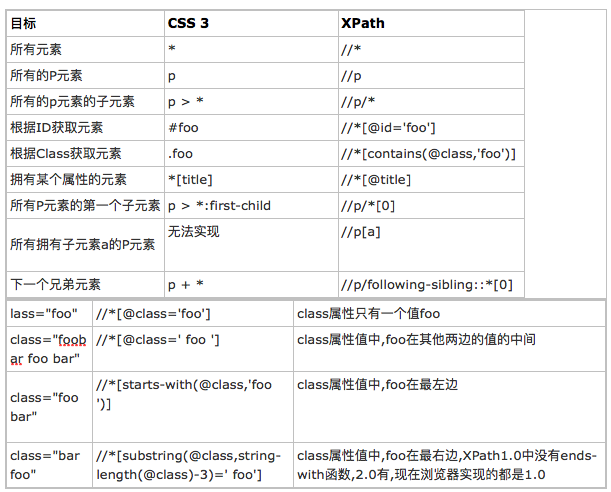 目标 CSS 3 XPath
所有元素 * //*
所有的P元素 p //p
所有的p元素的子元素 p > * //p/*
根据ID获取元素 #foo //*[@id='foo']
根据Class获取元素 .foo //*[contains(@class,'foo')]
拥有某个属性的元素 *[title] //*[@title]
所有P元素的第一个子元素 p > *:first-child //p/*[0]
所有拥有子元素a的P元素 无法实现 //p[a]
下一个兄弟元素 p + * //p/following-sibling::*[0]
lass="foo" //*[@class='foo'] class属性只有一个值foo
class="foob //*[@class=' foo '] class属性值中,foo在其他两边的值的中间
ar foo bar"
class="foo //*[starts-with(@class,'foo class属性值中,foo在最左边
bar" ')]
class="bar //*[substring(@class,string- class属性值中,foo在最右边,XPath1.0中没有ends-
foo" length(@class)-3)=' foo'] with函数,2.0有,现在浏览器实现的都是1.0